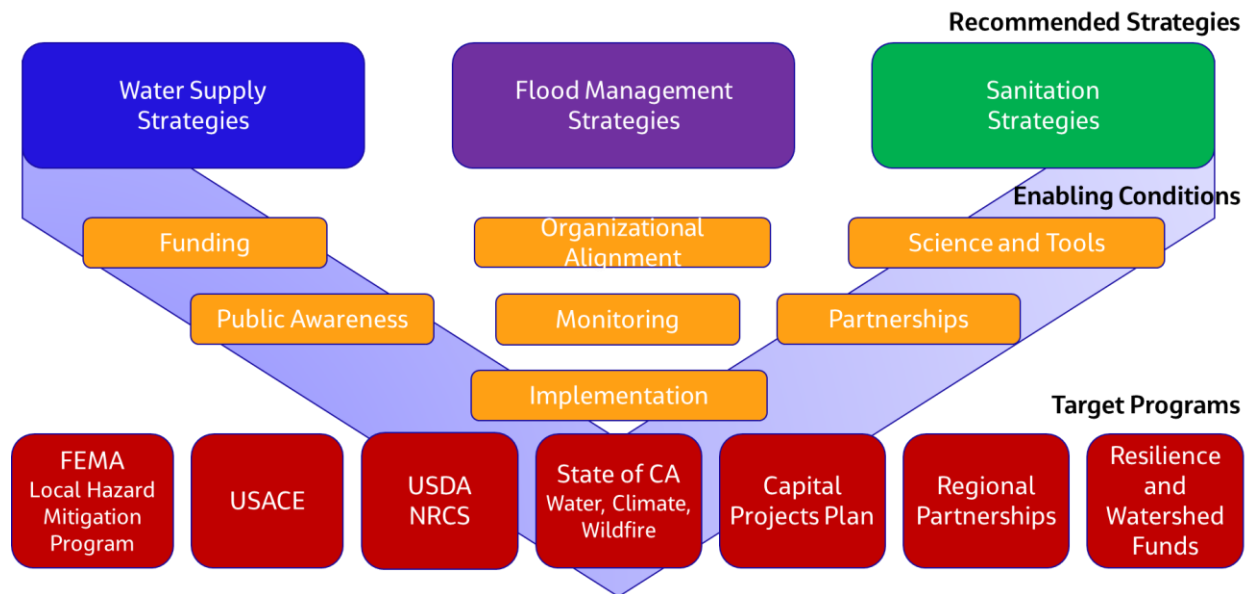 Recommended Strategies
Water Supply
Strategies
Flood Management
Strategies
Sanitation
Strategies
Enabling Conditions
Funding
Organizational
Alignment
Science and Tools
Public Awareness
Monitoring
Partnerships
Implementation
Target Programs
FEMA
Local Hazard
Mitigation
Program
USACE
USDA
NRCS
State of CA
Water, Climate,
Wildfire
Capital
Projects Plan
Regional
Partnerships
Resilience
and
Watershed
Funds